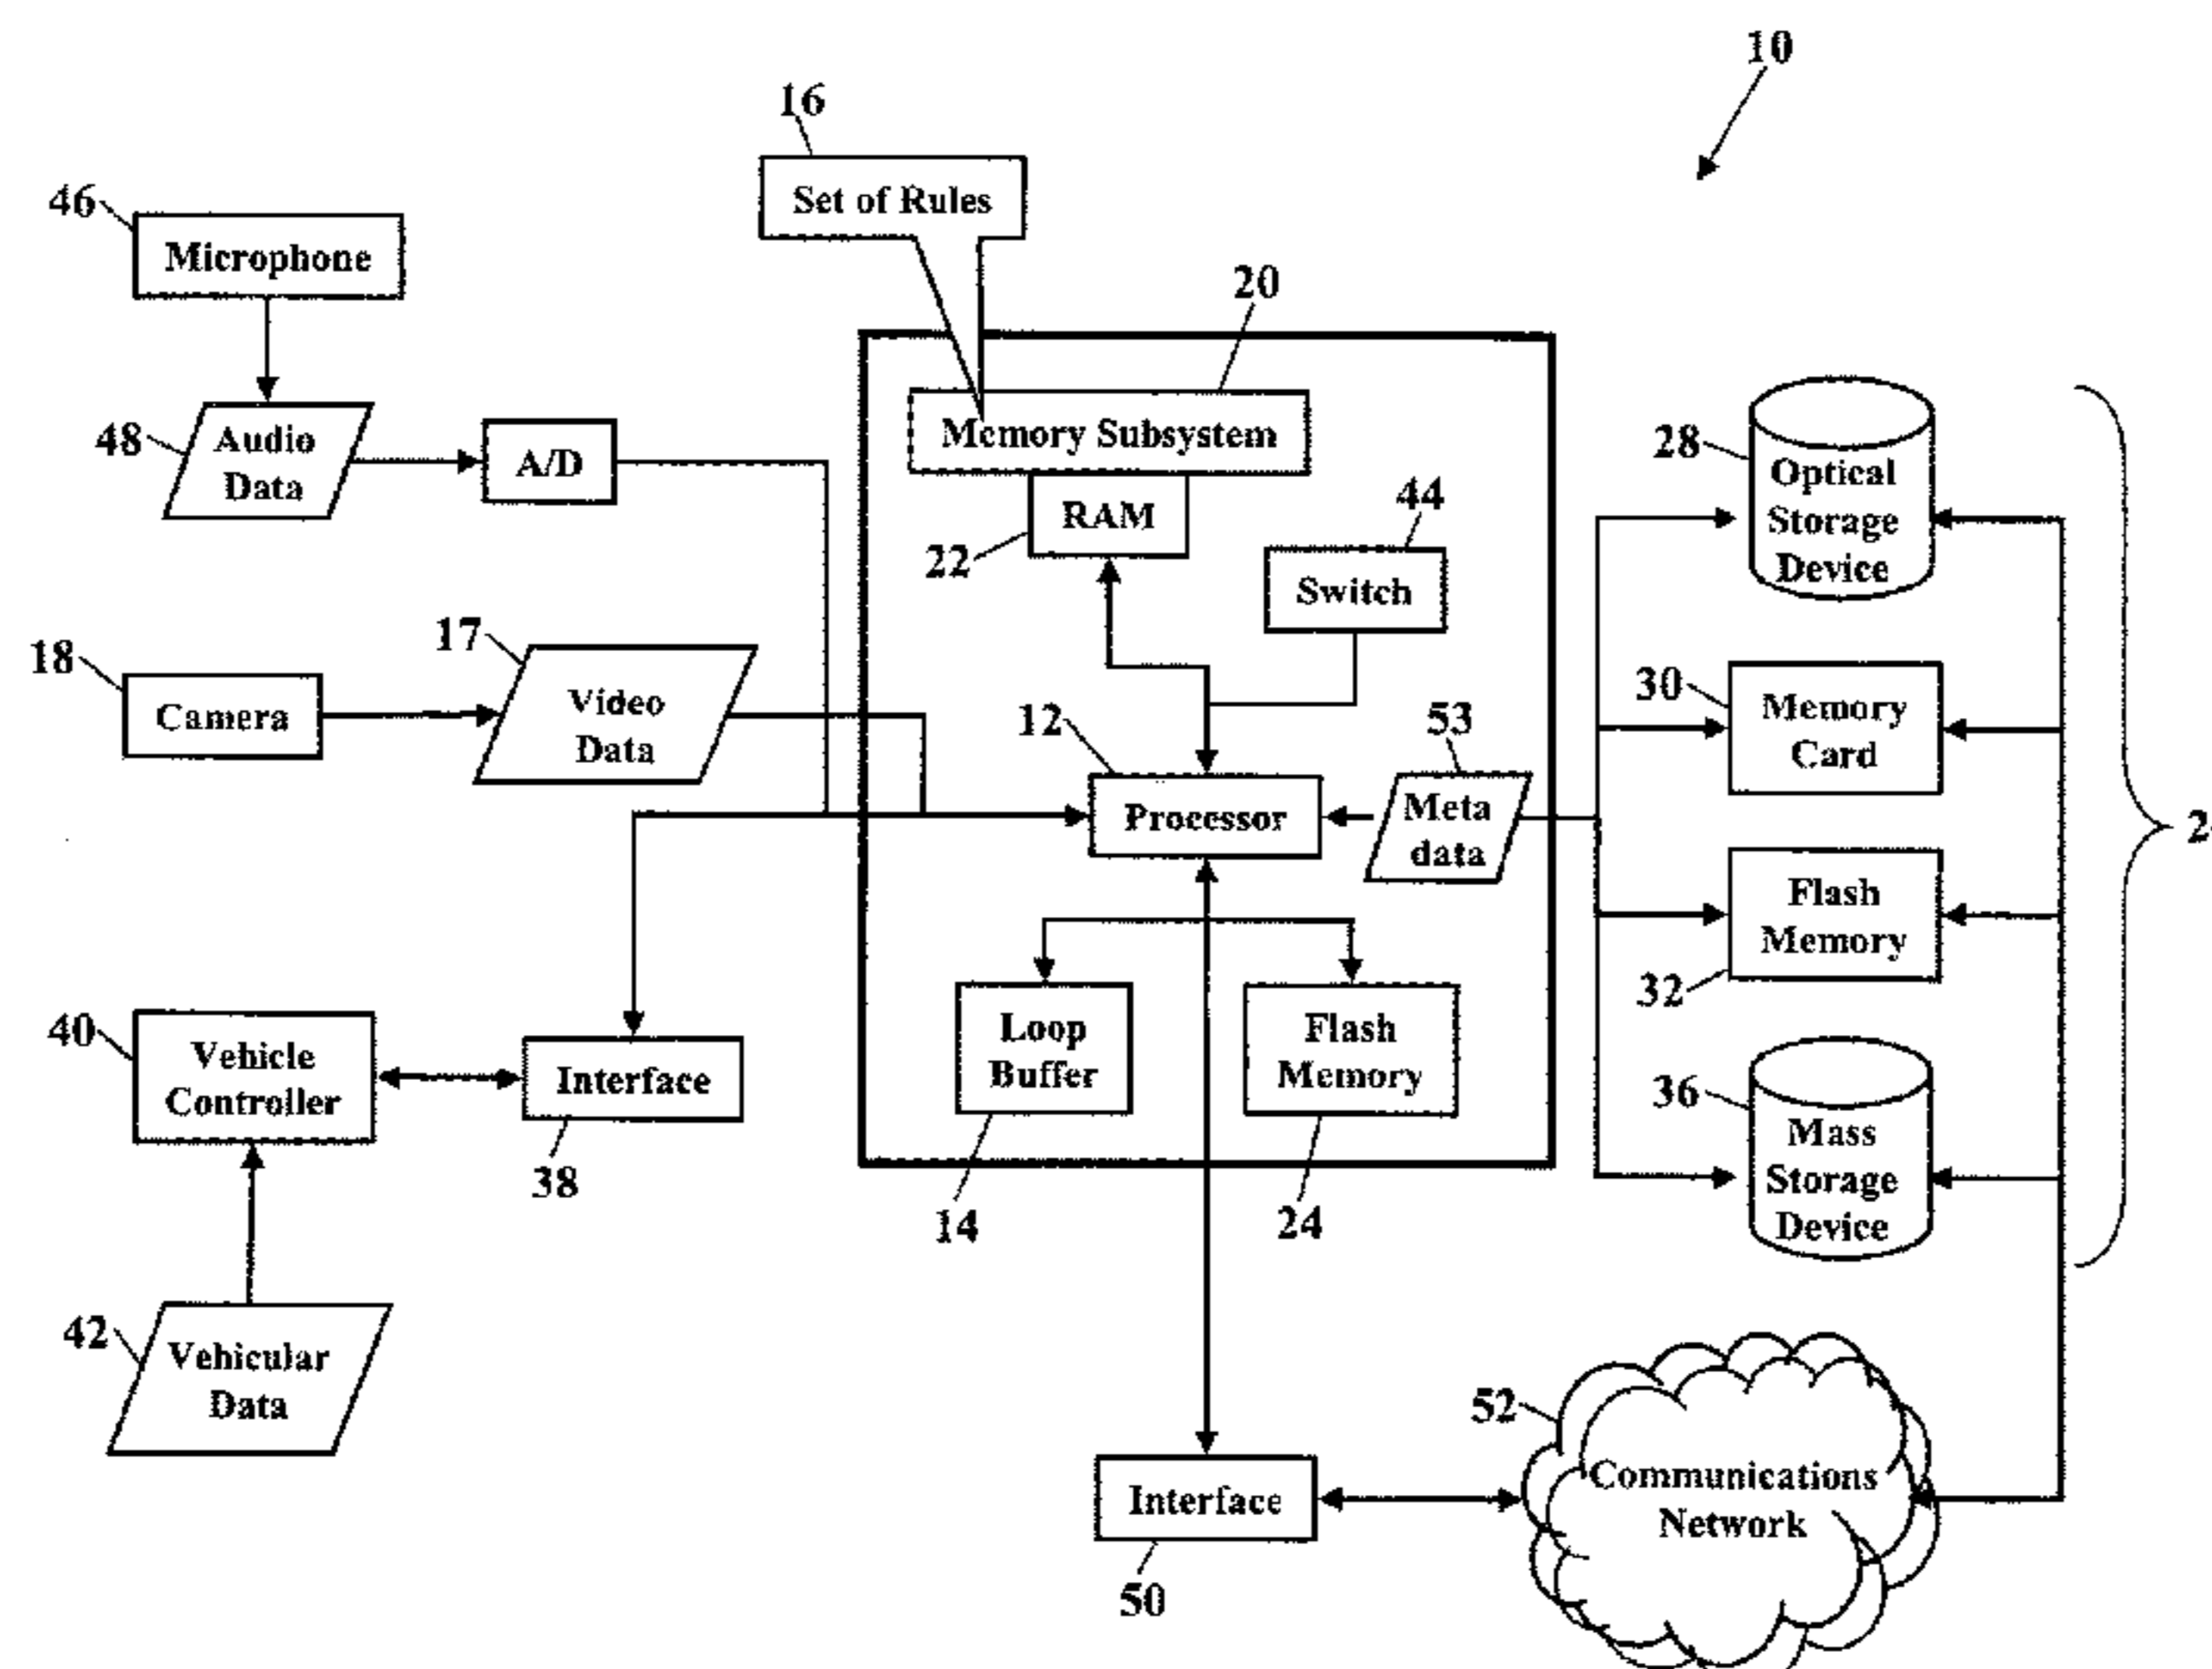 10
16
Set of Rules
46
Microphone
20
48
Audio
Data
A/D
Memory Subsystem
RAM
22
44
Switch
28
Optical
Storage
Device
18
Camera
17
Video
Data
12
Processor
53
Meta
data
30
Memory
Card
Flash
Memory
32
40
Vehicle
Controller
Interface
38
Loop
Buffer
14
Flash
Memory
24
36
Mass
Storage
Device
42
Vehicular
Data
Interface
50
52
Communications
Network